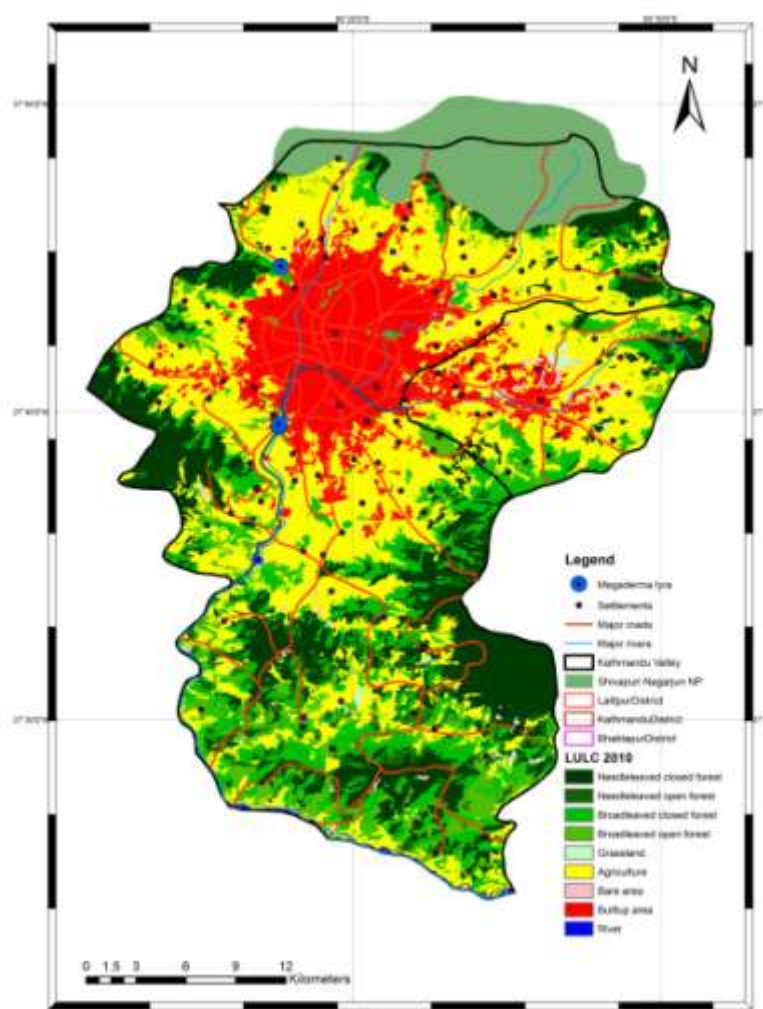 N
Legend
Megaderma lyra
Settlements
Major roads
Major rivers
Kathmandu Valley
Shivapuri Nagarjun NP
LalitpurDistrict
KathmanduDistrict
BhaktapurDistrict
LULC 2010
Needleleaved closed forest
Needleleaved open forest
Broadleaved closed forest
Broadleaved open forest
Grassland
Agriculture
Bare area
Builtup area
River
0 1.5 3 6 9 12
Kilometers